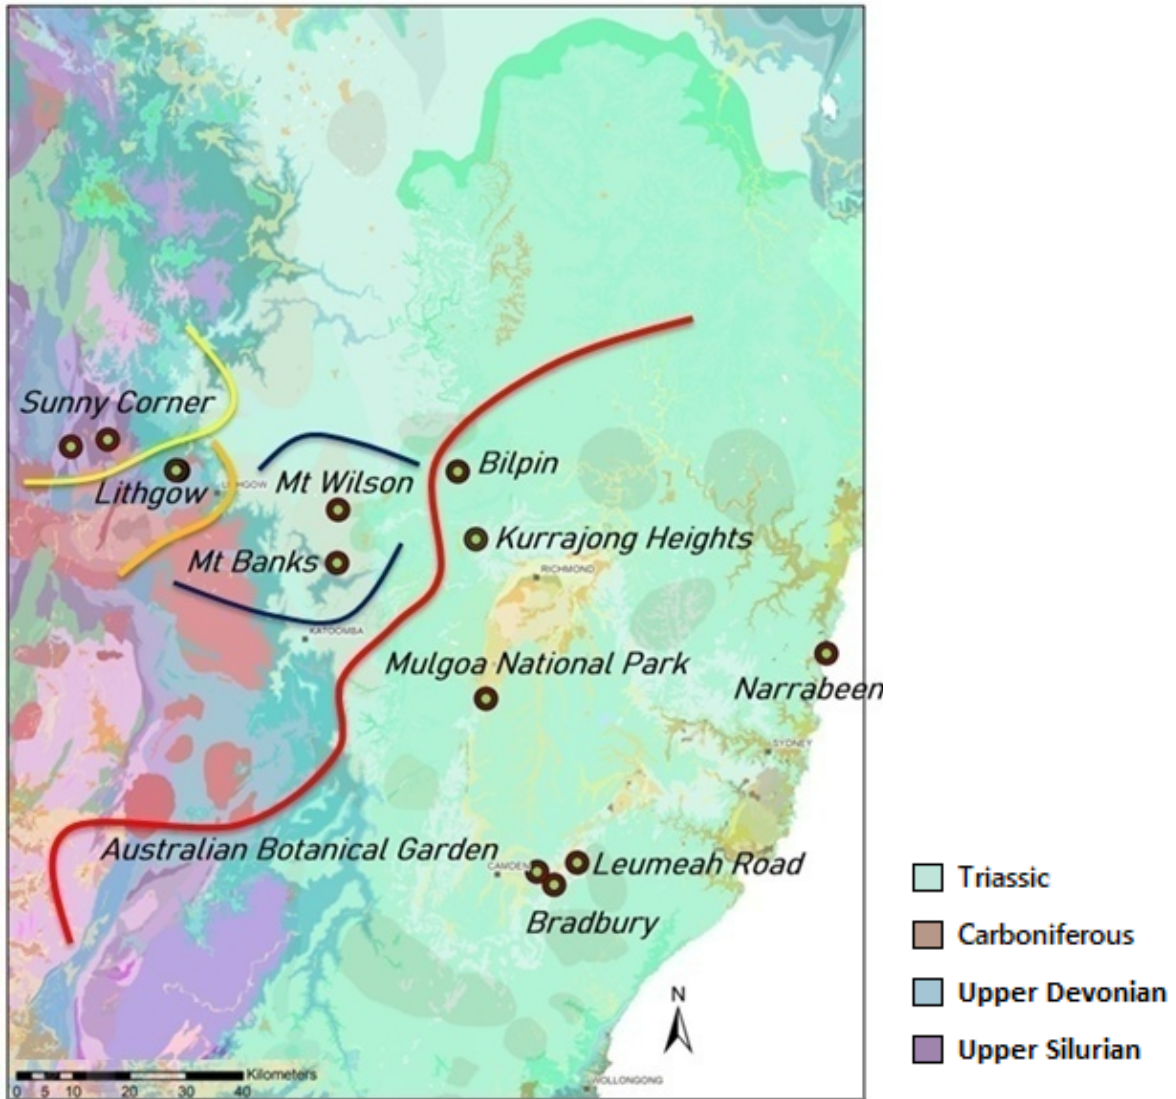 Sunny Corner
Lithgow
LITHGOW
Mt Wilson
Bilpin
Mt Banks
Kurrajong Heights
RICHMOND
KATOOMBA
Mulgoa National Park
Narrabeen
SYDNEY
Australian Botanical Garden
CAMDEN
Leumeah Road
Bradbury
Triassic
Carboniferous
Upper Devonian
Upper Silurian
N
Kilometers
0 5 10 20 30 40
WOLLONGONG